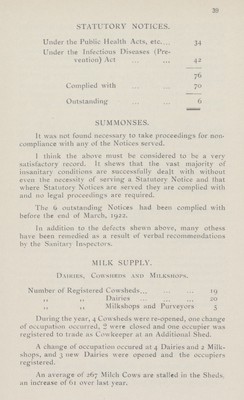 39
STATUTORY NOTICES.
Under the Public Health Acts, etc.... 34
Under the Infectious Diseases (Pre-
vention) Act ... ... 42
76
Complied with ... ... 70
Outstanding ... ... 6
SUMMONSES.
It was not found necessary to take proceedings for non-
compliance with any of the Notices served.
I think the above must be considered to be a very
satisfactory record. It shews that the vast majority of
insanitary conditions are successfully dealt with without
even the necessity of serving a Statutory Notice and that
where Statutory Notices are served they are complied with
and no legal proceedings are required.
The 6 outstanding Notices had been complied with
before the end of March, 1922.
In addition to the defects shewn above, many others
have been remedied as a result of verbal recommendations
by the Sanitary Inspectors.
MILK SUPPLY.
DAIRIES, COWSHEDS AND MILKSHOPS.
Number of Registered Cowsheds... ... ... 19
,, ,, Dairies ... ... ... 20
,, ,, Milkshops and Purveyors 5
During the year, 4 Cowsheds were re-opened, one change
of occupation occurred, 2 were closed and one occupier was
registered to trade as Cowkeeper at an Additional Shed.
A change of occupation occured at 4 Dairies and 2 Milk-
shops, and 3 new Dairies were opened and the occupiers
registered.
An average of 267 Milch Cows are stalled in the Sheds,
an increase of 61 over last year.